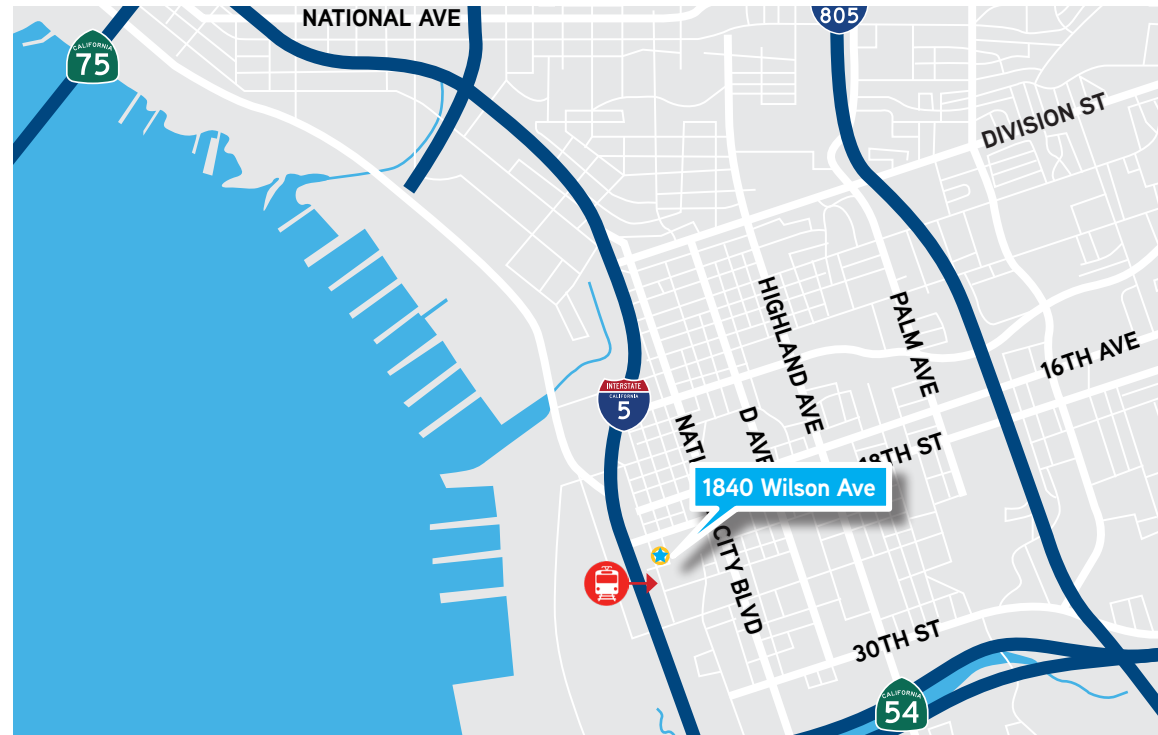 NATIONAL AVE
805
CALIFORNIA
75
DIVISION ST
HIGHLAND AVE
PALM AVE
16TH AVE
INTERSTATE
CALIFORNIA
5
D AVE
18TH ST
1840 Wilson Ave
CITY BLVD
30TH ST
CALIFORNIA
54